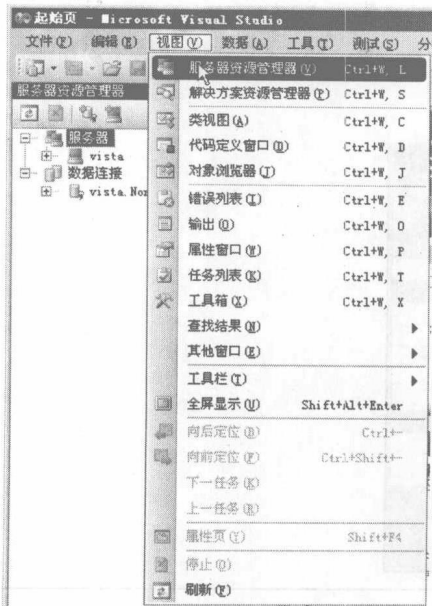 起始页 - Microsoft Visual Studio
文件(F) 编辑(E) 视图(V) 数据(A) 工具(T) 测试(S) 分
服务器资源管理器
服务器
vista
数据连接
vista.Nor
服务器资源管理器(V) Ctrl+W, L
解决方案资源管理器(P) Ctrl+W, S
类视图(A) Ctrl+W, C
代码定义窗口(D) Ctrl+W, D
对象浏览器(J) Ctrl+W, J
错误列表(I) Ctrl+W, E
输出(O) Ctrl+W, O
属性窗口(W) Ctrl+W, P
任务列表(K) Ctrl+W, T
工具箱(X) Ctrl+W, X
查找结果(N)
其他窗口(E)
工具栏(T)
全屏显示(U) Shift+Alt+Enter
向后定位(B) Ctrl+-
向前定位(F) Ctrl+Shift+-
下一任务(K)
上一任务(R)
属性页(Y) Shift+F4
停止(Q)
刷新(F)